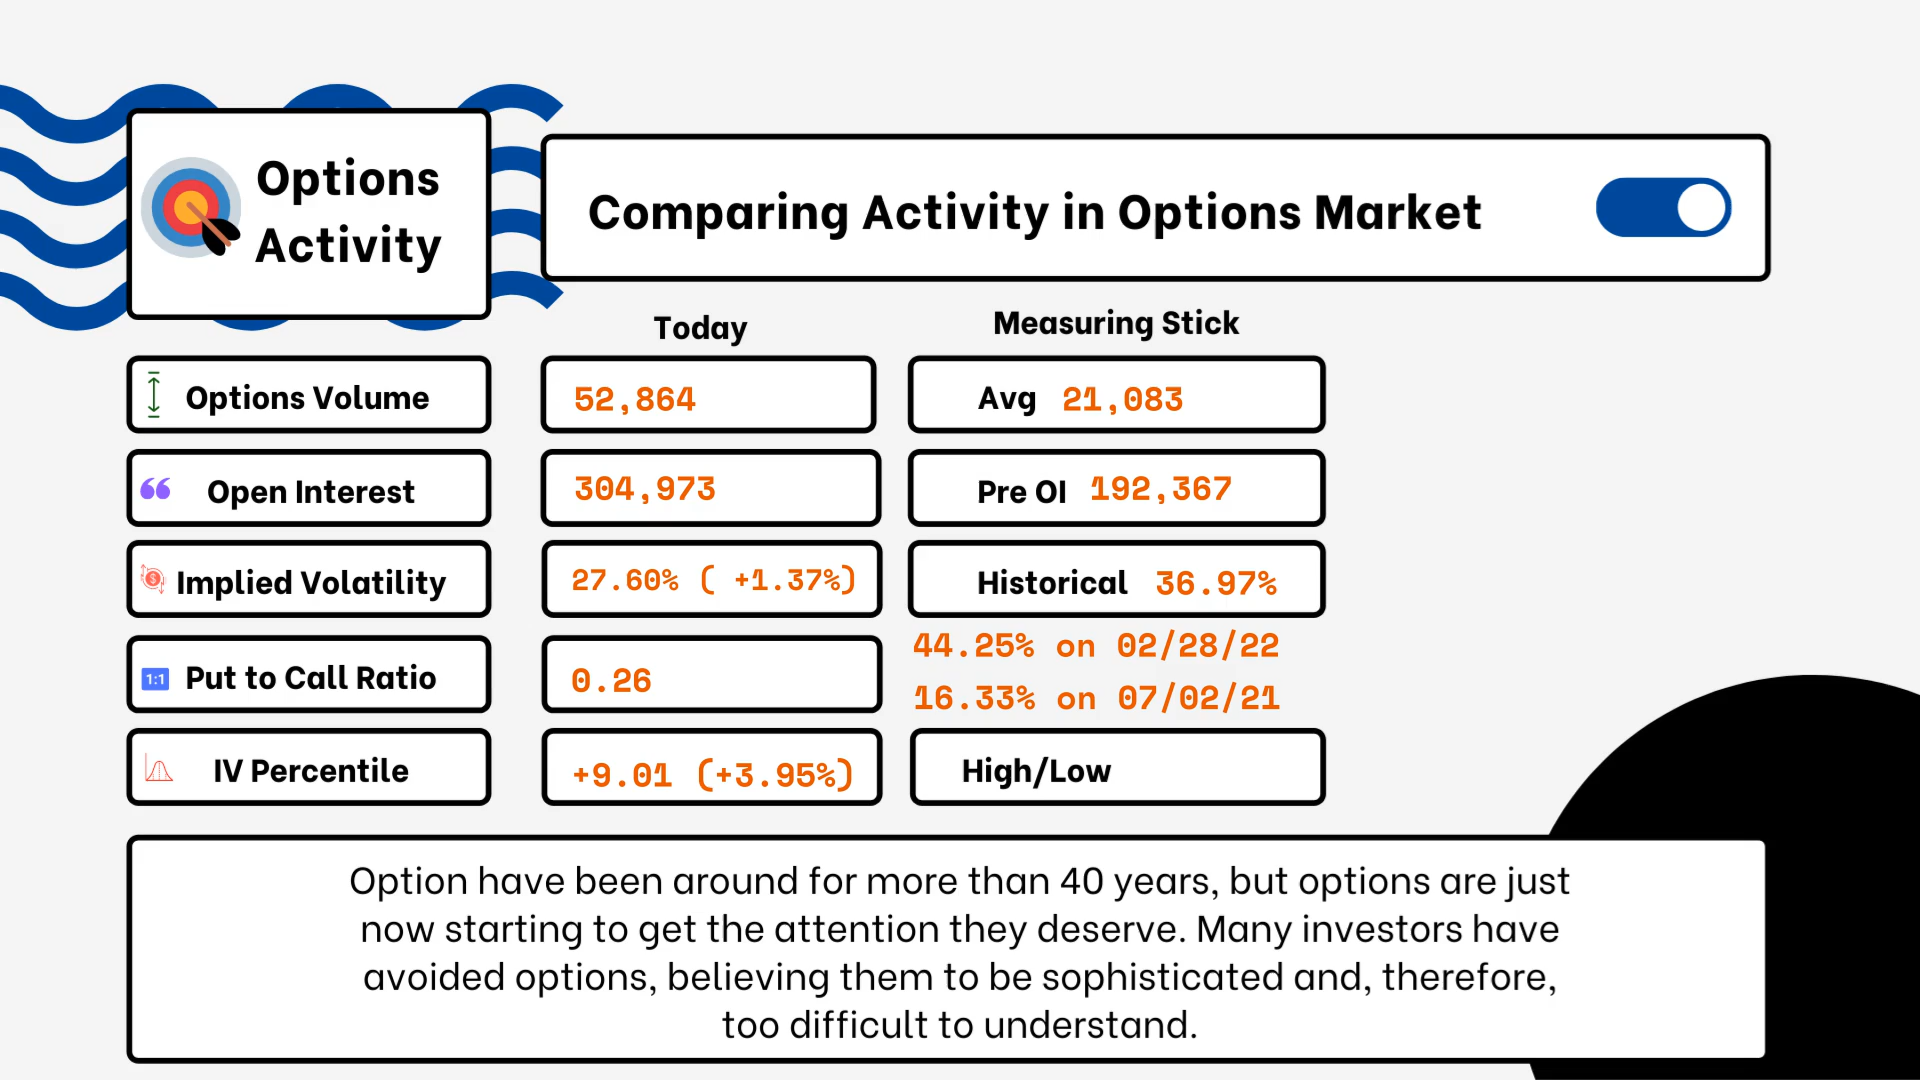 Options
Activity
Comparing Activity in Options Market
Today
Measuring Stick
Options Volume
52,864
Avg 21,083
Open Interest
304,973
Pre OI 192,367
Implied Volatility
27.60% ( +1.37%)
Historical 36.97%
1:1 Put to Call Ratio
0.26
44.25% on 02/28/22
16.33% on 07/02/21
IV Percentile
+9.01 (+3.95%)
High/Low
Option have been around for more than 40 years, but options are just
now starting to get the attention they deserve. Many investors have
avoided options, believing them to be sophisticated and, therefore,
too difficult to understand.